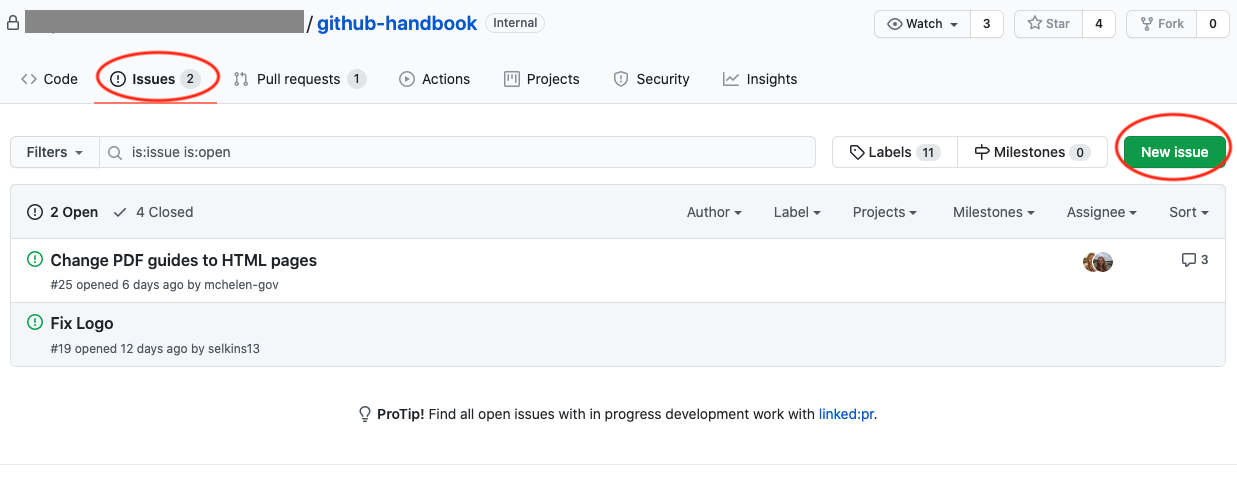 / github-handbook Internal Watch 3 Star 4 Fork 0
Code Issues 2 Pull requests 1 Actions Projects Security Insights
Filters is:issue is:open Labels 11 Milestones 0 New issue
2 Open 4 Closed Author Label Projects Milestones Assignee Sort
Change PDF guides to HTML pages 3
#25 opened 6 days ago by mchelen-gov
Fix Logo
#19 opened 12 days ago by selkins13
ProTip! Find all open issues with in progress development work with linked:pr.